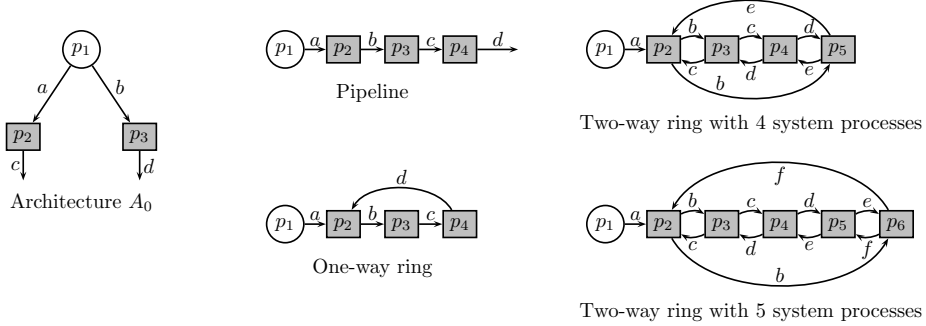 p1
a
b
p2
p3
c
d
Architecture A0
p1
a
p2
b
p3
c
p4
d
Pipeline
d
p1
a
p2
b
p3
c
p4
One-way ring
e
b
c
d
p1
a
p2
p3
p4
p5
c
d
e
b
Two-way ring with 4 system processes
f
b
c
d
e
p1
a
p2
p3
p4
p5
p6
c
d
e
f
b
Two-way ring with 5 system processes